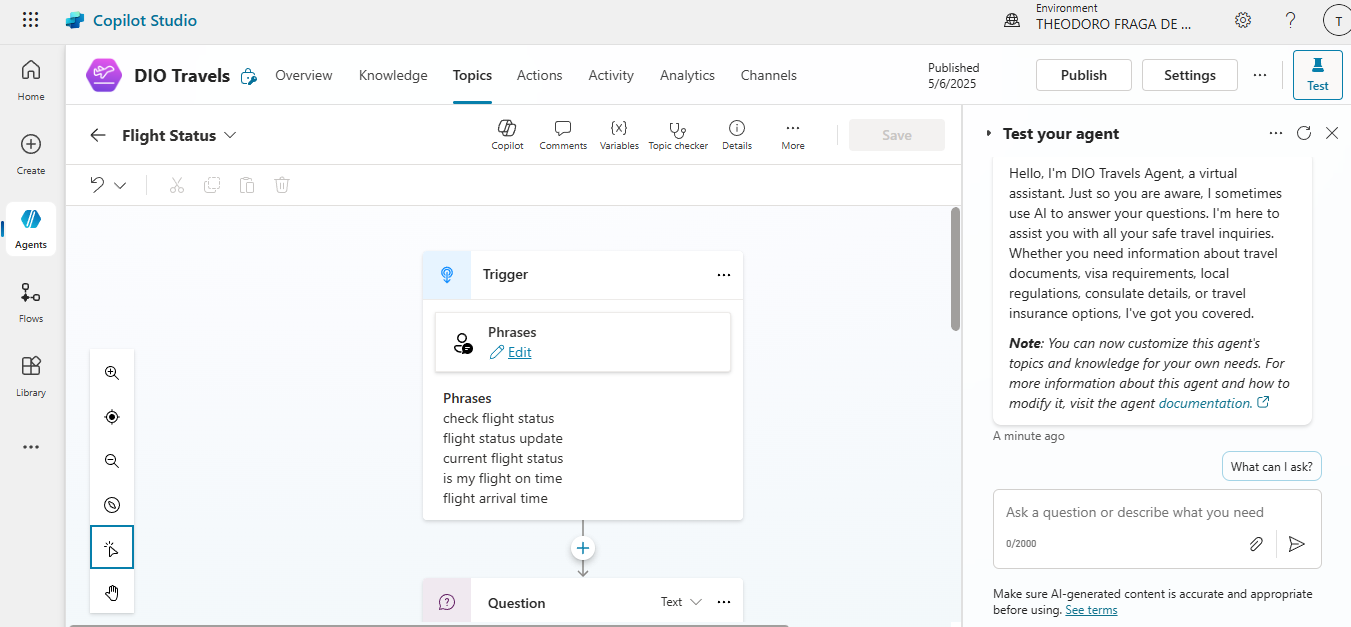 Copilot Studio
Environment
THEODORO FRAGA DE ...
T
Home
Create
Agents
Flows
Library
DIO Travels
Overview
Knowledge
Topics
Actions
Activity
Analytics
Channels
Published
5/6/2025
Publish
Settings
Test
Flight Status
Copilot
Comments
Variables
Topic checker
Details
More
Save
Trigger
Phrases
Edit
Phrases
check flight status
flight status update
current flight status
is my flight on time
flight arrival time
Question
Text
Test your agent
Hello, I'm DIO Travels Agent, a virtual
assistant. Just so you are aware, I sometimes
use AI to answer your questions. I'm here to
assist you with all your safe travel inquiries.
Whether you need information about travel
documents, visa requirements, local
regulations, consulate details, or travel
insurance options, I've got you covered.
Note: You can now customize this agent's
topics and knowledge for your own needs. For
more information about this agent and how to
modify it, visit the agent documentation.
A minute ago
What can I ask?
Ask a question or describe what you need
0/2000
Make sure AI-generated content is accurate and appropriate
before using. See terms